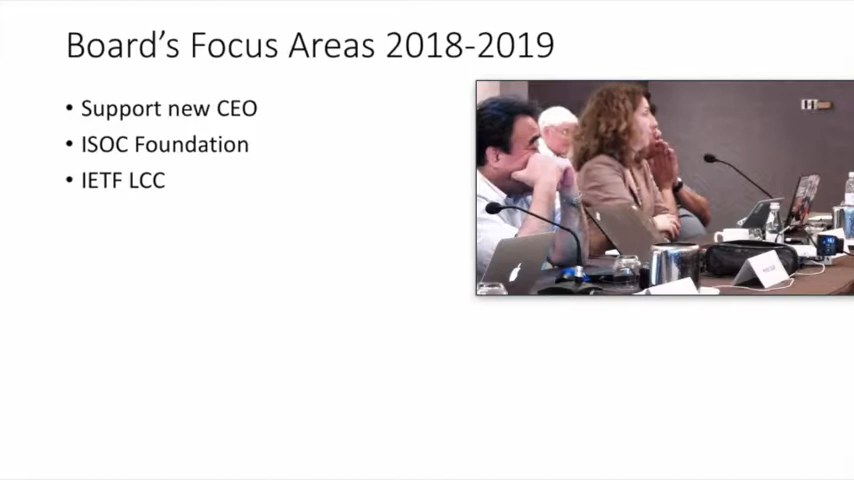 Board's Focus Areas 2018-2019
• Support new CEO
• ISOC Foundation
• IETF LCC